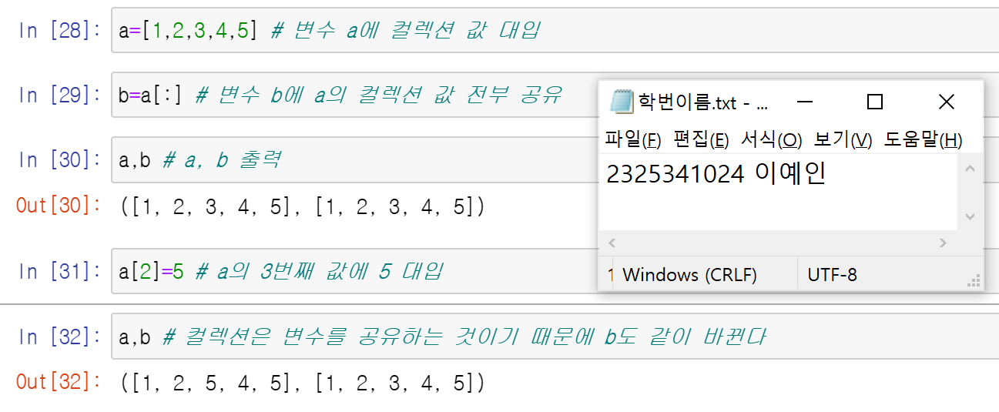 In [28]: a=[1,2,3,4,5] # 변수 a에 컬렉션 값 대입
In [29]: b=a[:] # 변수 b에 a의 컬렉션 값 전부 공유
In [30]: a,b # a, b 출력
Out[30]: ([1, 2, 3, 4, 5], [1, 2, 3, 4, 5])
In [31]: a[2]=5 # a의 3번째 값에 5 대입
In [32]: a,b # 컬렉션은 변수를 공유하는 것이기 때문에 b도 같이 바뀐다
Out[32]: ([1, 2, 5, 4, 5], [1, 2, 3, 4, 5])
학번이름.txt - ...
파일(F) 편집(E) 서식(O) 보기(V) 도움말(H)
2325341024 이예인
Windows (CRLF) UTF-8